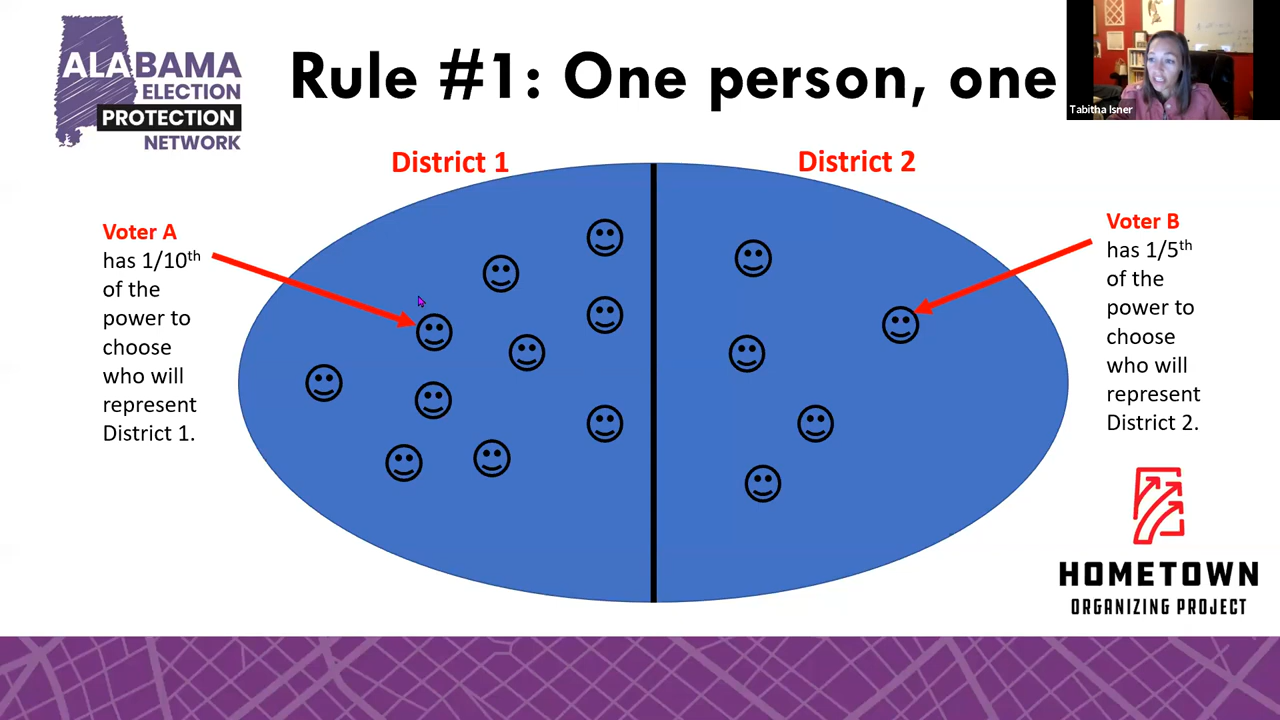 ALABAMA
ELECTION
PROTECTION
NETWORK
Rule #1: One person, one
Tabitha Isner
District 1
District 2
Voter A
has 1/10th
of the
power to
choose
who will
represent
District 1.
Voter B
has 1/5th
of the
power to
choose
who will
represent
District 2.
HOMETOWN
ORGANIZING PROJECT